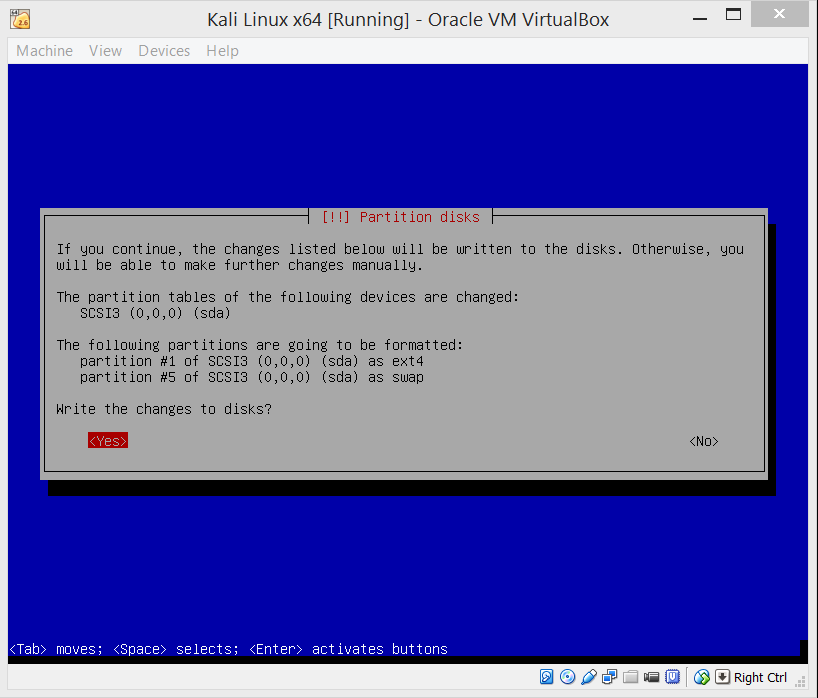 Kali Linux x64 [Running] - Oracle VM VirtualBox
Machine View Devices Help
[!!] Partition disks
If you continue, the changes listed below will be written to the disks. Otherwise, you
will be able to make further changes manually.
The partition tables of the following devices are changed:
SCSI3 (0,0,0) (sda)
The following partitions are going to be formatted:
partition #1 of SCSI3 (0,0,0) (sda) as ext4
partition #5 of SCSI3 (0,0,0) (sda) as swap
Write the changes to disks?
<Yes> <No>
<Tab> moves; <Space> selects; <Enter> activates buttons
Right Ctrl